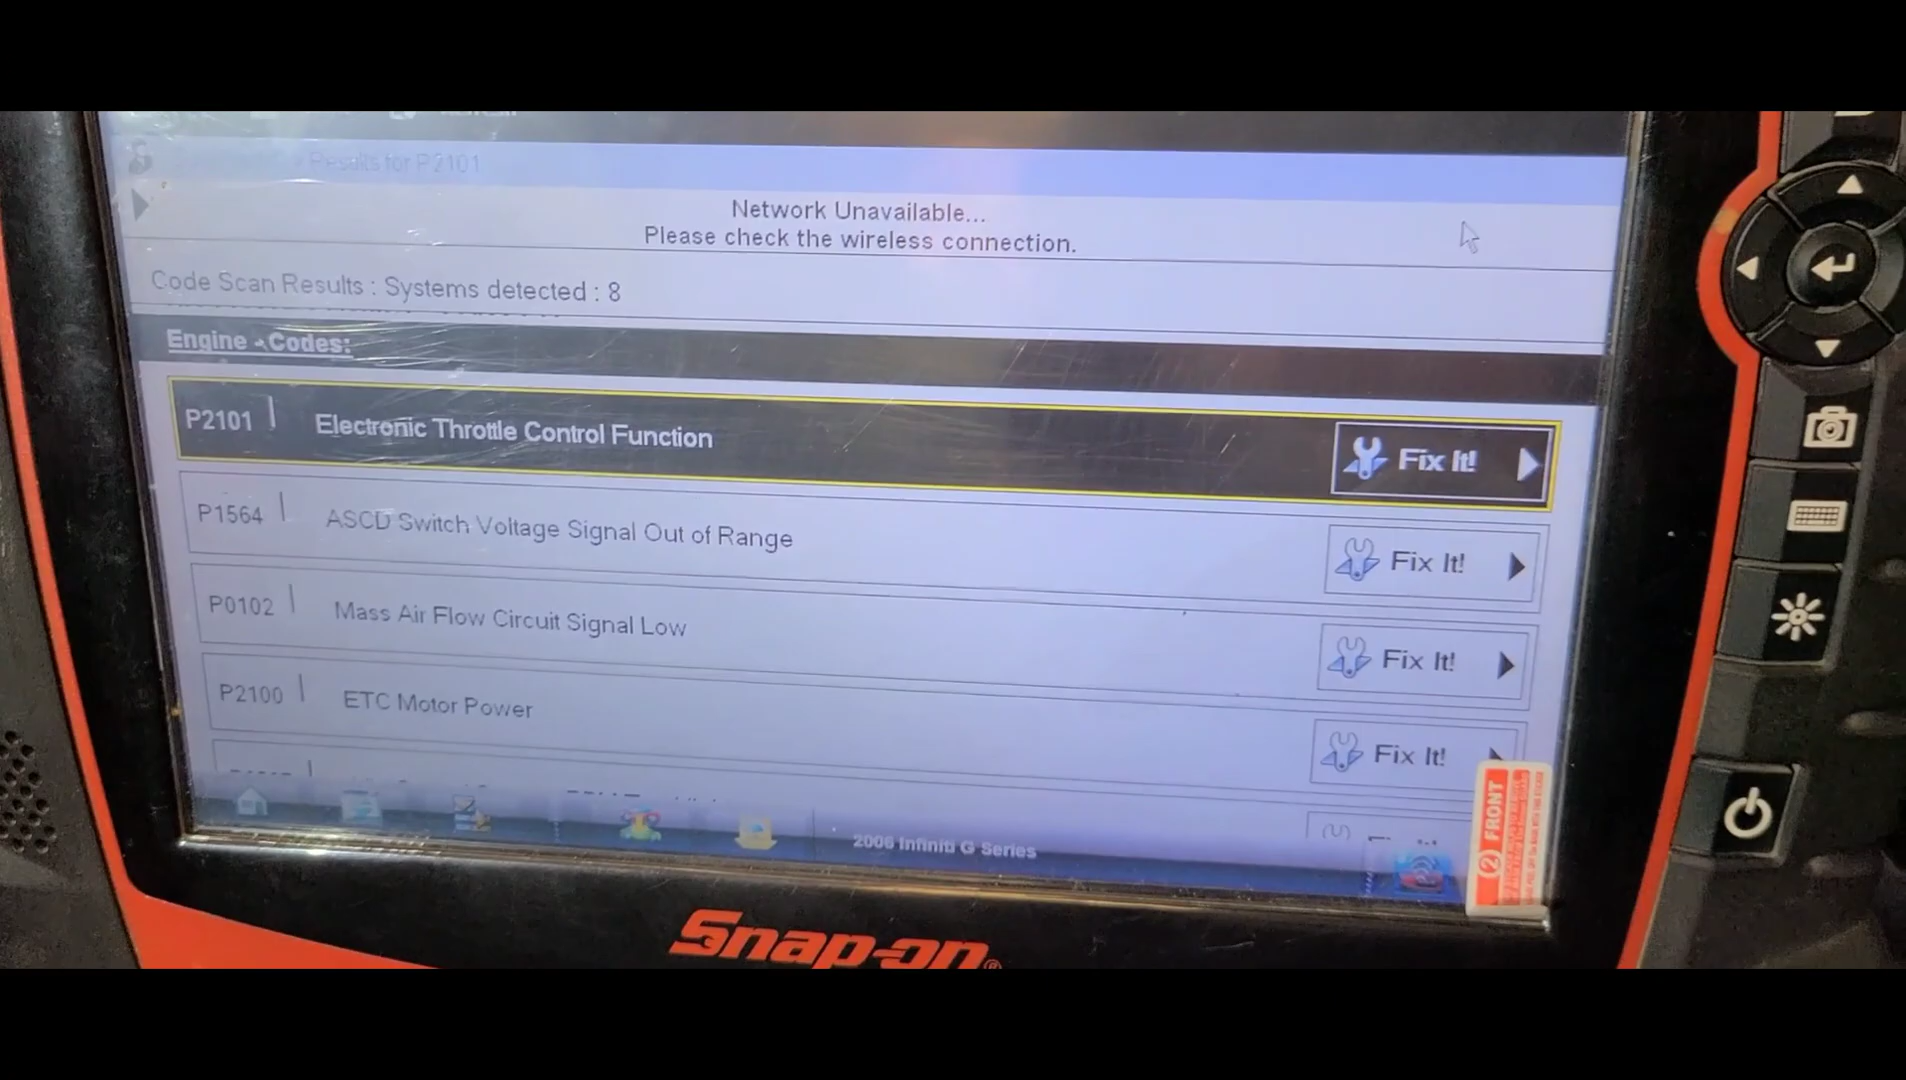 Results for P2101
Network Unavailable...
Please check the wireless connection.
Code Scan Results : Systems detected : 8
Engine - Codes:
P2101 Electronic Throttle Control Function Fix It!
P1564 ASCD Switch Voltage Signal Out of Range Fix It!
P0102 Mass Air Flow Circuit Signal Low Fix It!
P2100 ETC Motor Power Fix It!
2006 Infiniti G Series
2 FRONT
Snap-on®